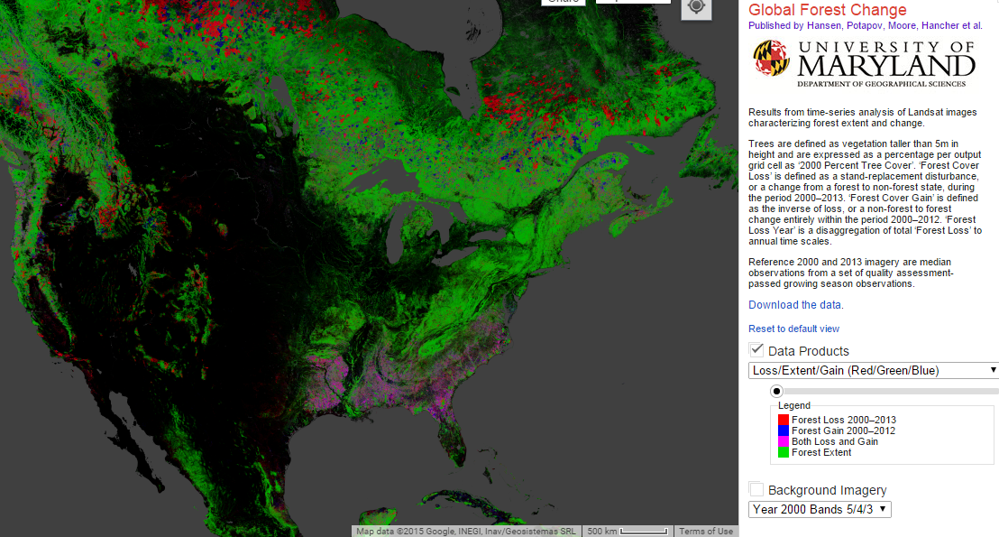 Share
Global Forest Change
Published by Hansen, Potapov, Moore, Hancher et al.
UNIVERSITY OF
MARYLAND
DEPARTMENT OF GEOGRAPHICAL SCIENCES
Results from time-series analysis of Landsat images
characterizing forest extent and change.
Trees are defined as vegetation taller than 5m in
height and are expressed as a percentage per output
grid cell as ‘2000 Percent Tree Cover’. ‘Forest Cover
Loss’ is defined as a stand-replacement disturbance,
or a change from a forest to non-forest state, during
the period 2000–2013. ‘Forest Cover Gain’ is defined
as the inverse of loss, or a non-forest to forest
change entirely within the period 2000–2012. ‘Forest
Loss Year’ is a disaggregation of total ‘Forest Loss’ to
annual time scales.
Reference 2000 and 2013 imagery are median
observations from a set of quality assessment-
passed growing season observations.
Download the data.
Reset to default view
Data Products
Loss/Extent/Gain (Red/Green/Blue)
Legend
Forest Loss 2000–2013
Forest Gain 2000–2012
Both Loss and Gain
Forest Extent
Background Imagery
Year 2000 Bands 5/4/3
Map data ©2015 Google, INEGI, Inav/Geosistemas SRL
500 km
Terms of Use